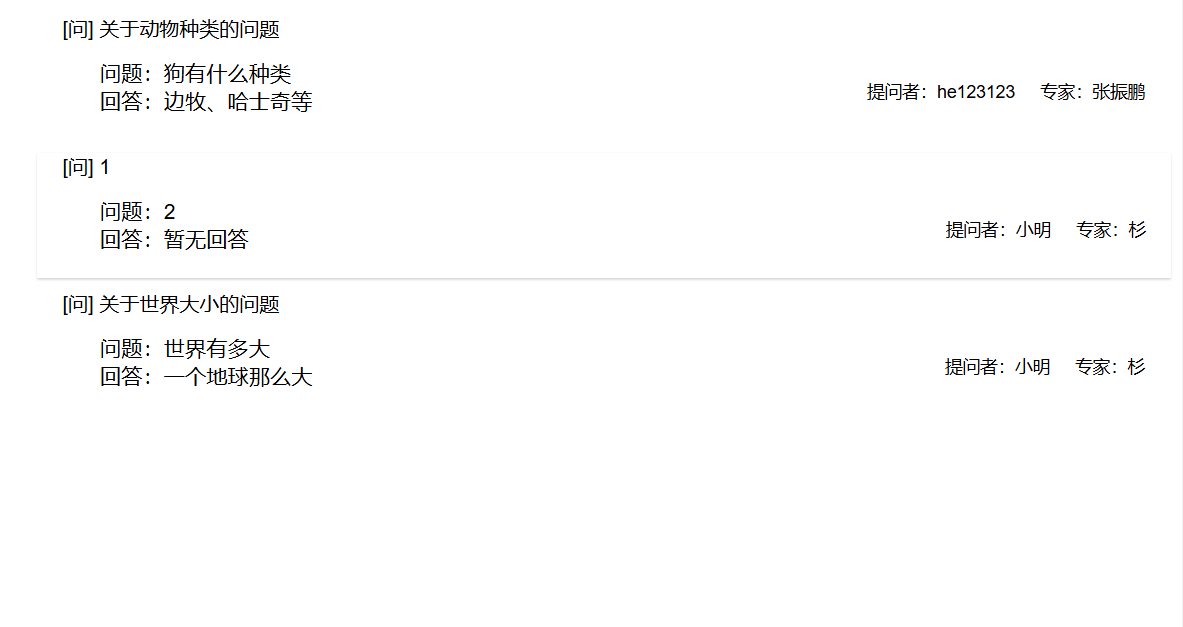 [问] 关于动物种类的问题
问题：狗有什么种类
回答：边牧、哈士奇等
提问者：he123123 专家：张振鹏
[问] 1
问题：2
回答：暂无回答
提问者：小明 专家：杉
[问] 关于世界大小的问题
问题：世界有多大
回答：一个地球那么大
提问者：小明 专家：杉